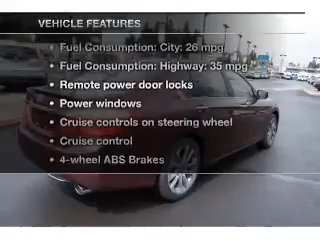 VEHICLE FEATURES
• Fuel Consumption: City: 26 mpg
• Fuel Consumption: Highway: 35 mpg
• Remote power door locks
• Power windows
• Cruise controls on steering wheel
• Cruise control
• 4-wheel ABS Brakes